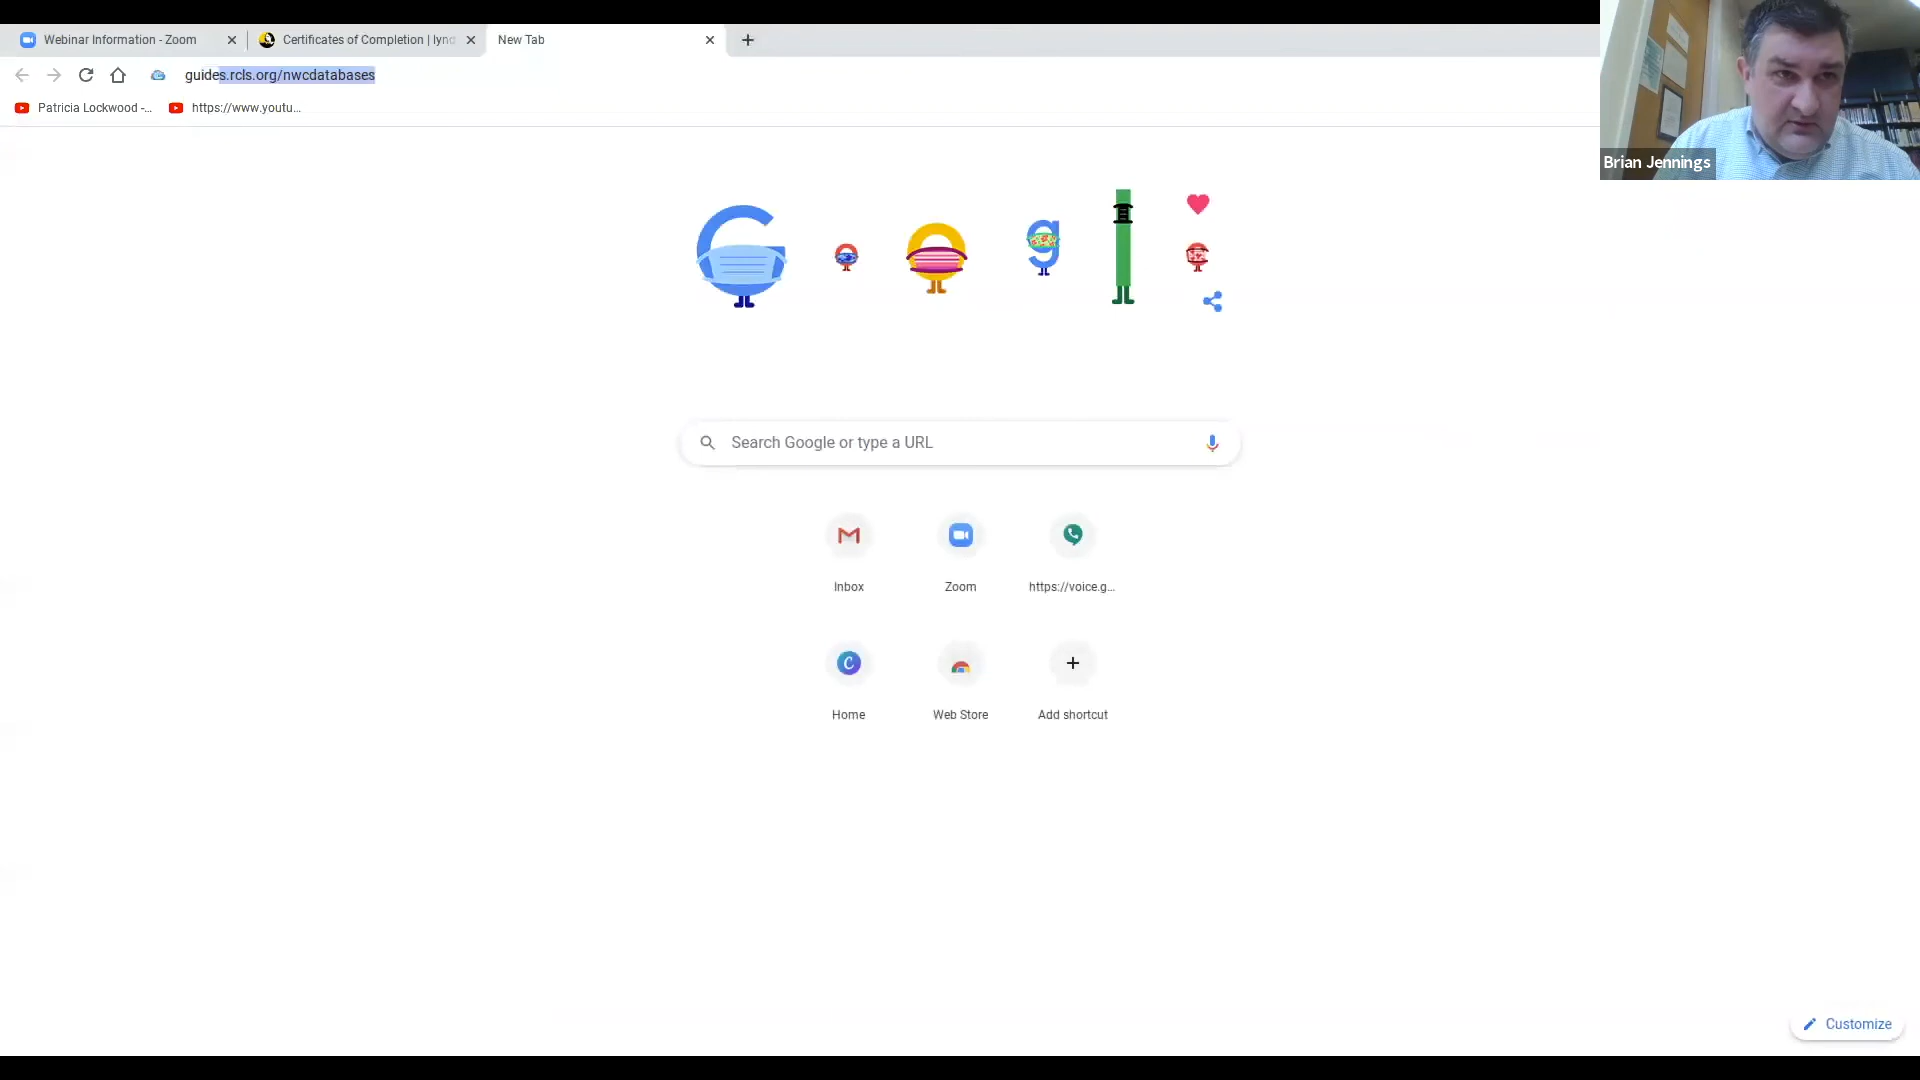 Webinar Information - Zoom
Certificates of Completion | lynd
New Tab
guides.rcls.org/nwcdatabases
Patricia Lockwood -...
https://www.youtu...
Brian Jennings
Search Google or type a URL
Inbox
Zoom
https://voice.g...
Home
Web Store
Add shortcut
Customize